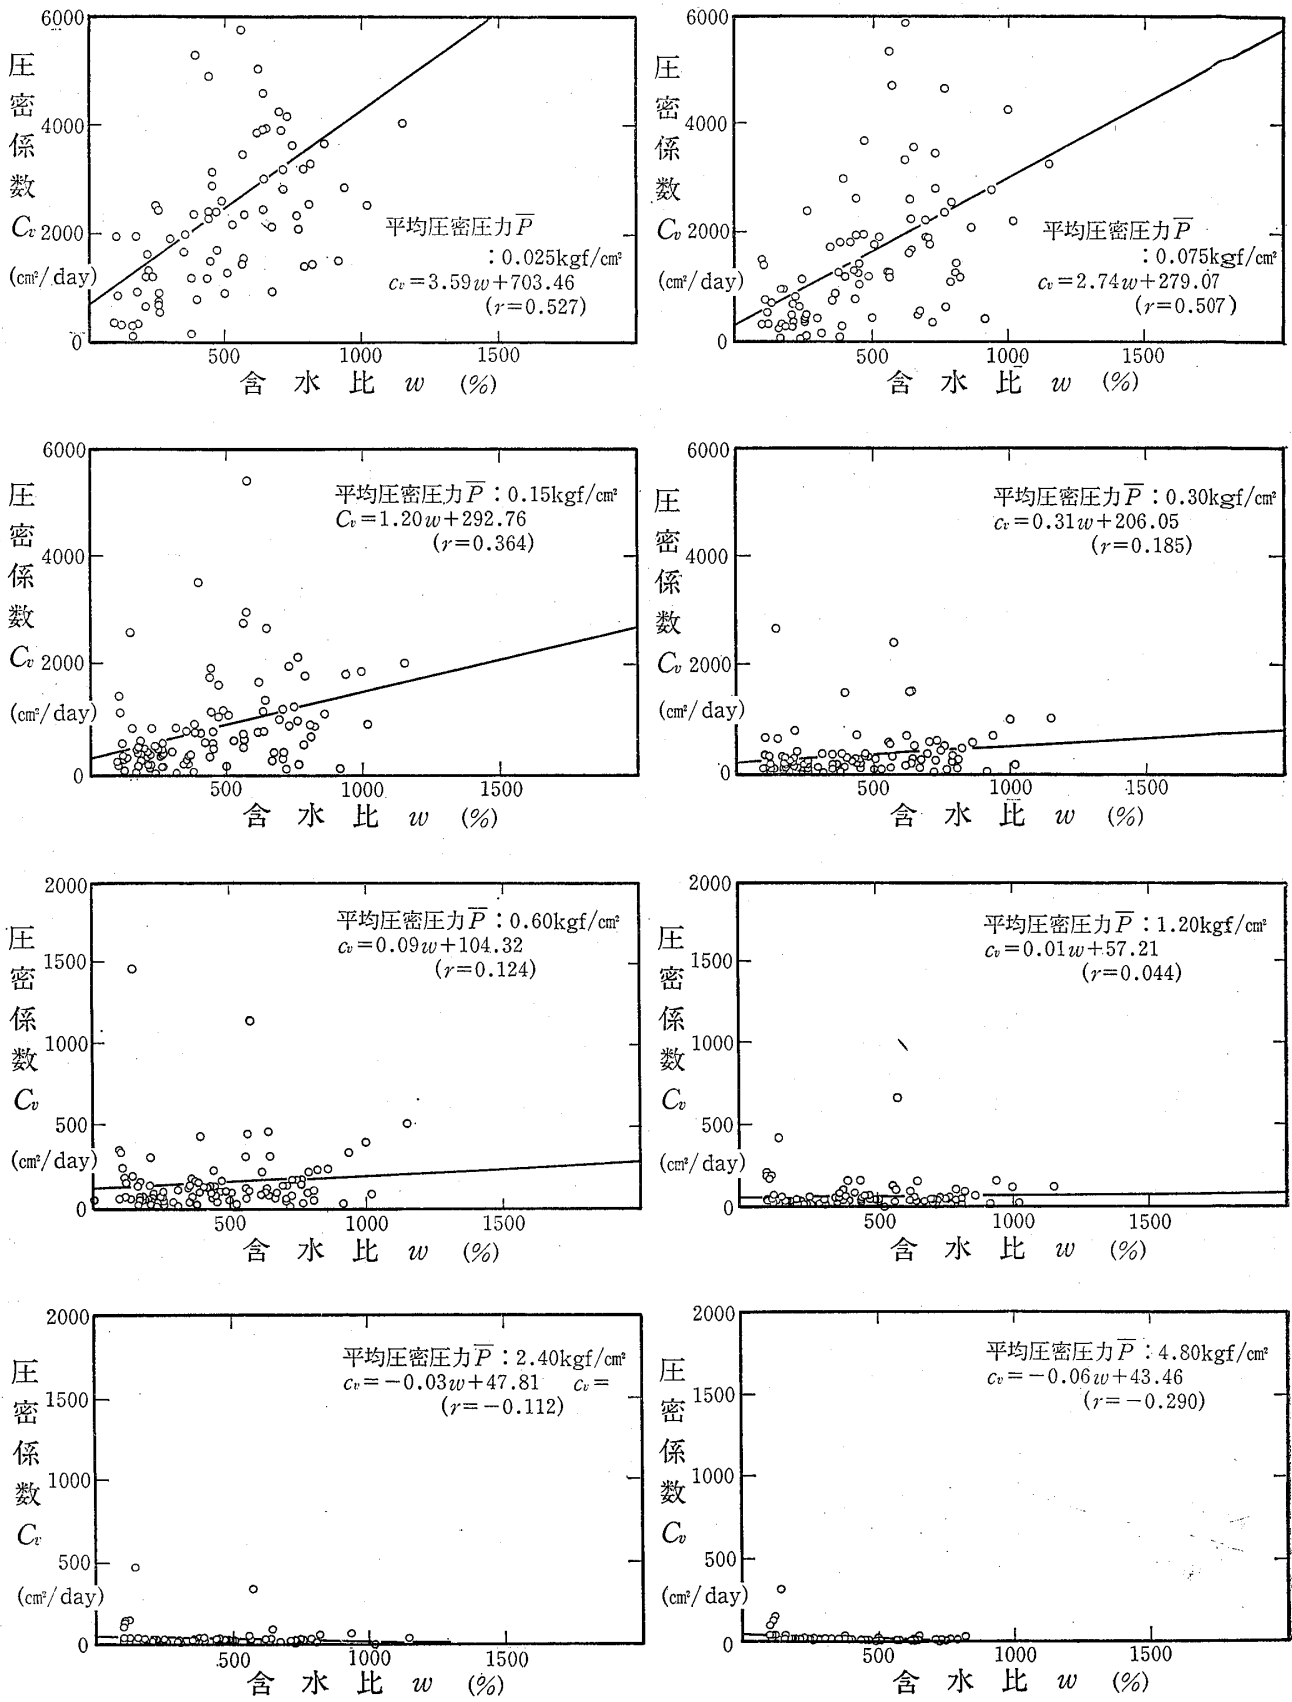 6000
4000
2000
0
圧密係数 Cv
(cm²/day)
平均圧密圧力 P̅
:0.025kgf/cm²
cv=3.59w+703.46
(r=0.527)
500 1000 1500
含水比 w (%)
6000
4000
2000
0
圧密係数 Cv
(cm²/day)
平均圧密圧力 P̅
:0.075kgf/cm²
cv=2.74w+279.07
(r=0.507)
500 1000 1500
含水比 w (%)
6000
4000
2000
0
圧密係数 Cv
(cm²/day)
平均圧密圧力 P̅:0.15kgf/cm²
Cv=1.20w+292.76
(r=0.364)
500 1000 1500
含水比 w (%)
6000
4000
2000
0
圧密係数 Cv
(cm²/day)
平均圧密圧力 P̅:0.30kgf/cm²
cv=0.31w+206.05
(r=0.185)
500 1000 1500
含水比 w (%)
2000
1500
1000
500
0
圧密係数 Cv
(cm²/day)
平均圧密圧力 P̅:0.60kgf/cm²
cv=0.09w+104.32
(r=0.124)
500 1000 1500
含水比 w (%)
2000
1500
1000
500
0
圧密係数 Cv
(cm²/day)
平均圧密圧力 P̅:1.20kgf/cm²
cv=0.01w+57.21
(r=0.044)
500 1000 1500
含水比 w (%)
2000
1500
1000
500
0
圧密係数 Cv
(cm²/day)
平均圧密圧力 P̅:2.40kgf/cm²
cv=−0.03w+47.81 cv=
(r=−0.112)
500 1000 1500
含水比 w (%)
2000
1500
1000
500
0
圧密係数 Cv
(cm²/day)
平均圧密圧力 P̅:4.80kgf/cm²
cv=−0.06w+43.46
(r=−0.290)
500 1000 1500
含水比 w (%)